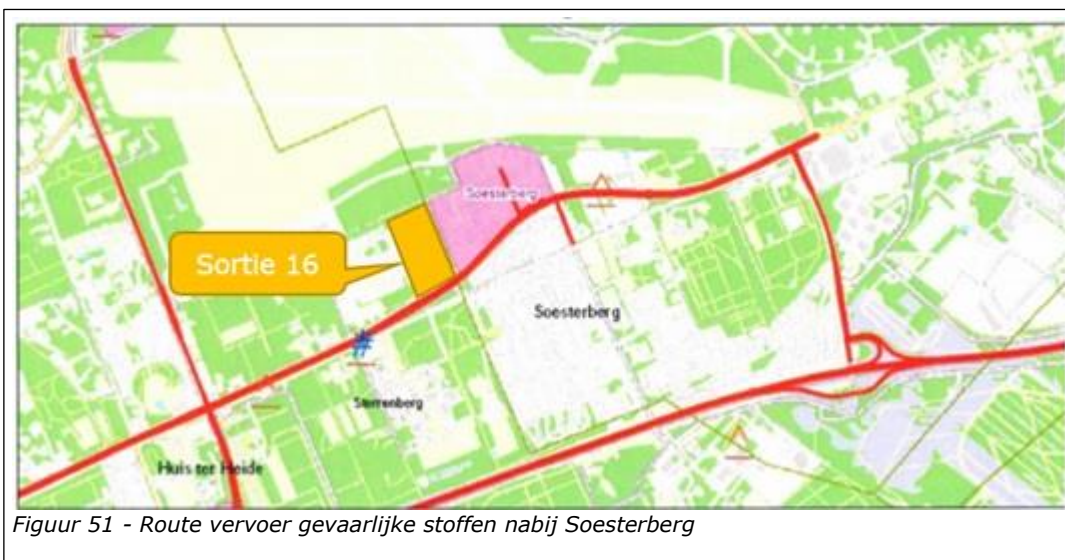 Soesterberg
Sortie 16
Soesterberg
#
Sterrenberg
Huis ter Heide
Figuur 51 - Route vervoer gevaarlijke stoffen nabij Soesterberg